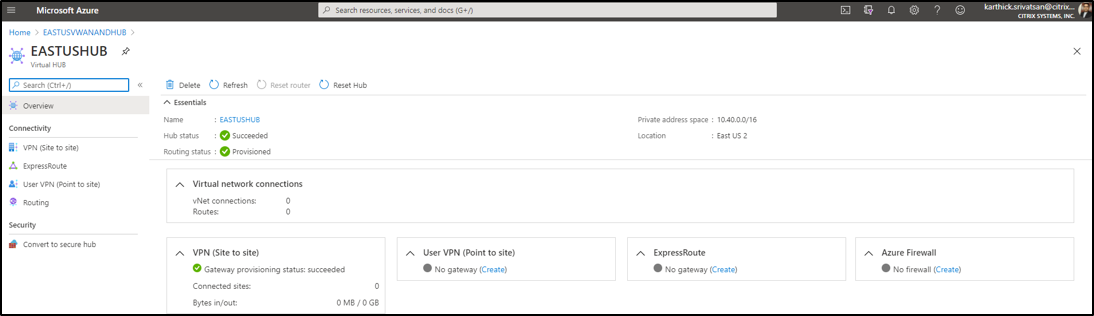 Microsoft Azure
Search resources, services, and docs (G+/)
karthick.srivatsan@citrix...
CITRIX SYSTEMS, INC.
Home > EASTUSVWANANDHUB >
EASTUSHUB
Virtual HUB
Search (Ctrl+/)
«
Delete
Refresh
Reset router
Reset Hub
Overview
Connectivity
VPN (Site to site)
ExpressRoute
User VPN (Point to site)
Routing
Security
Convert to secure hub
Essentials
Name : EASTUSHUB
Private address space : 10.40.0.0/16
Hub status : Succeeded
Location : East US 2
Routing status : Provisioned
Virtual network connections
vNet connections: 0
Routes: 0
VPN (Site to site)
Gateway provisioning status: succeeded
Connected sites: 0
Bytes in/out: 0 MB / 0 GB
User VPN (Point to site)
No gateway (Create)
ExpressRoute
No gateway (Create)
Azure Firewall
No firewall (Create)